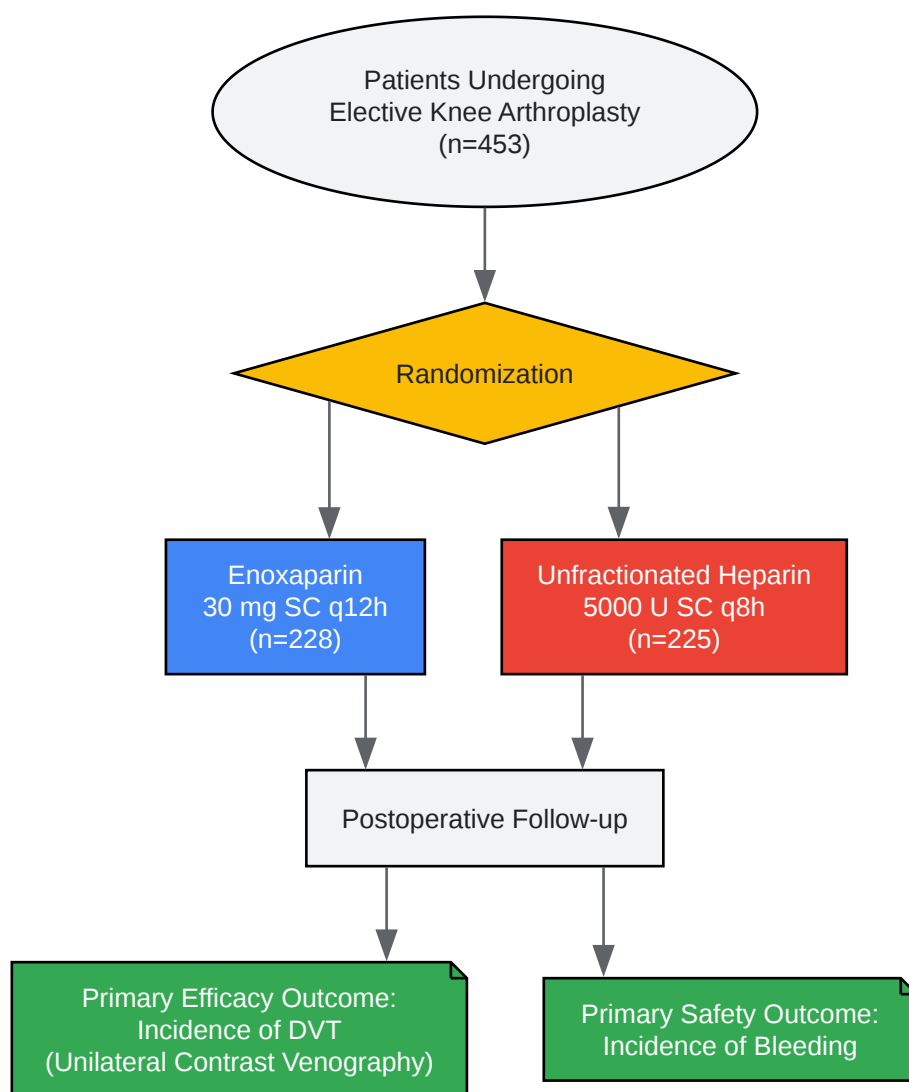 Patients Undergoing
Elective Knee Arthroplasty
(n=453)
Randomization
Enoxaparin
30 mg SC q12h
(n=228)
Unfractionated Heparin
5000 U SC q8h
(n=225)
Postoperative Follow-up
Primary Efficacy Outcome:
Incidence of DVT
(Unilateral Contrast Venography)
Primary Safety Outcome:
Incidence of Bleeding